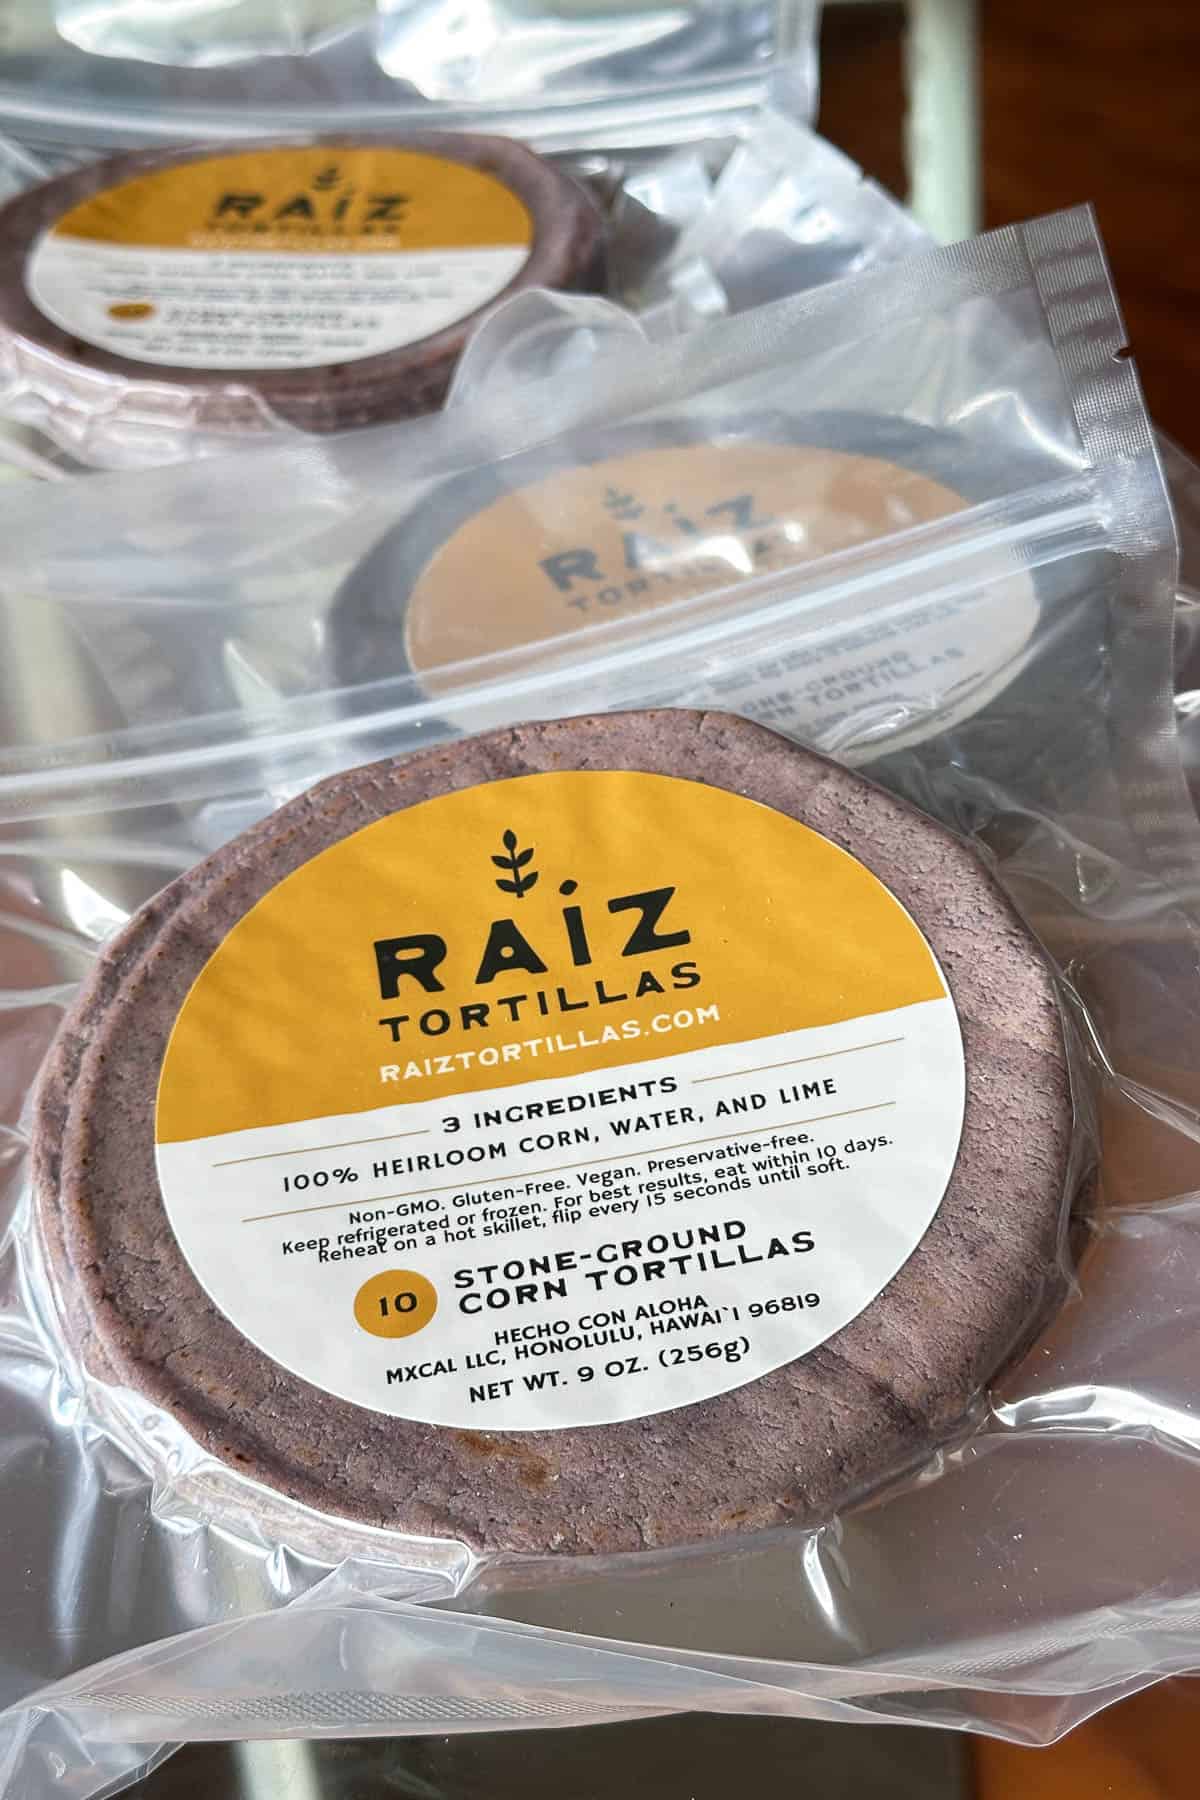 RAIZ
TORTILLAS
RAIZ
TORTILLAS
CORN TORTILLAS
RAIZ
TORTILLAS
RAIZTORTILLAS.COM
3 INGREDIENTS
100% HEIRLOOM CORN, WATER, AND LIME
Non-GMO. Gluten-Free. Vegan. Preservative-free.
Keep refrigerated or frozen. For best results, eat within 10 days.
Reheat on a hot skillet, flip every 15 seconds until soft.
10
STONE-GROUND
CORN TORTILLAS
HECHO CON ALOHA
MXCAL LLC, HONOLULU, HAWAI`I 96819
NET WT. 9 OZ. (256g)